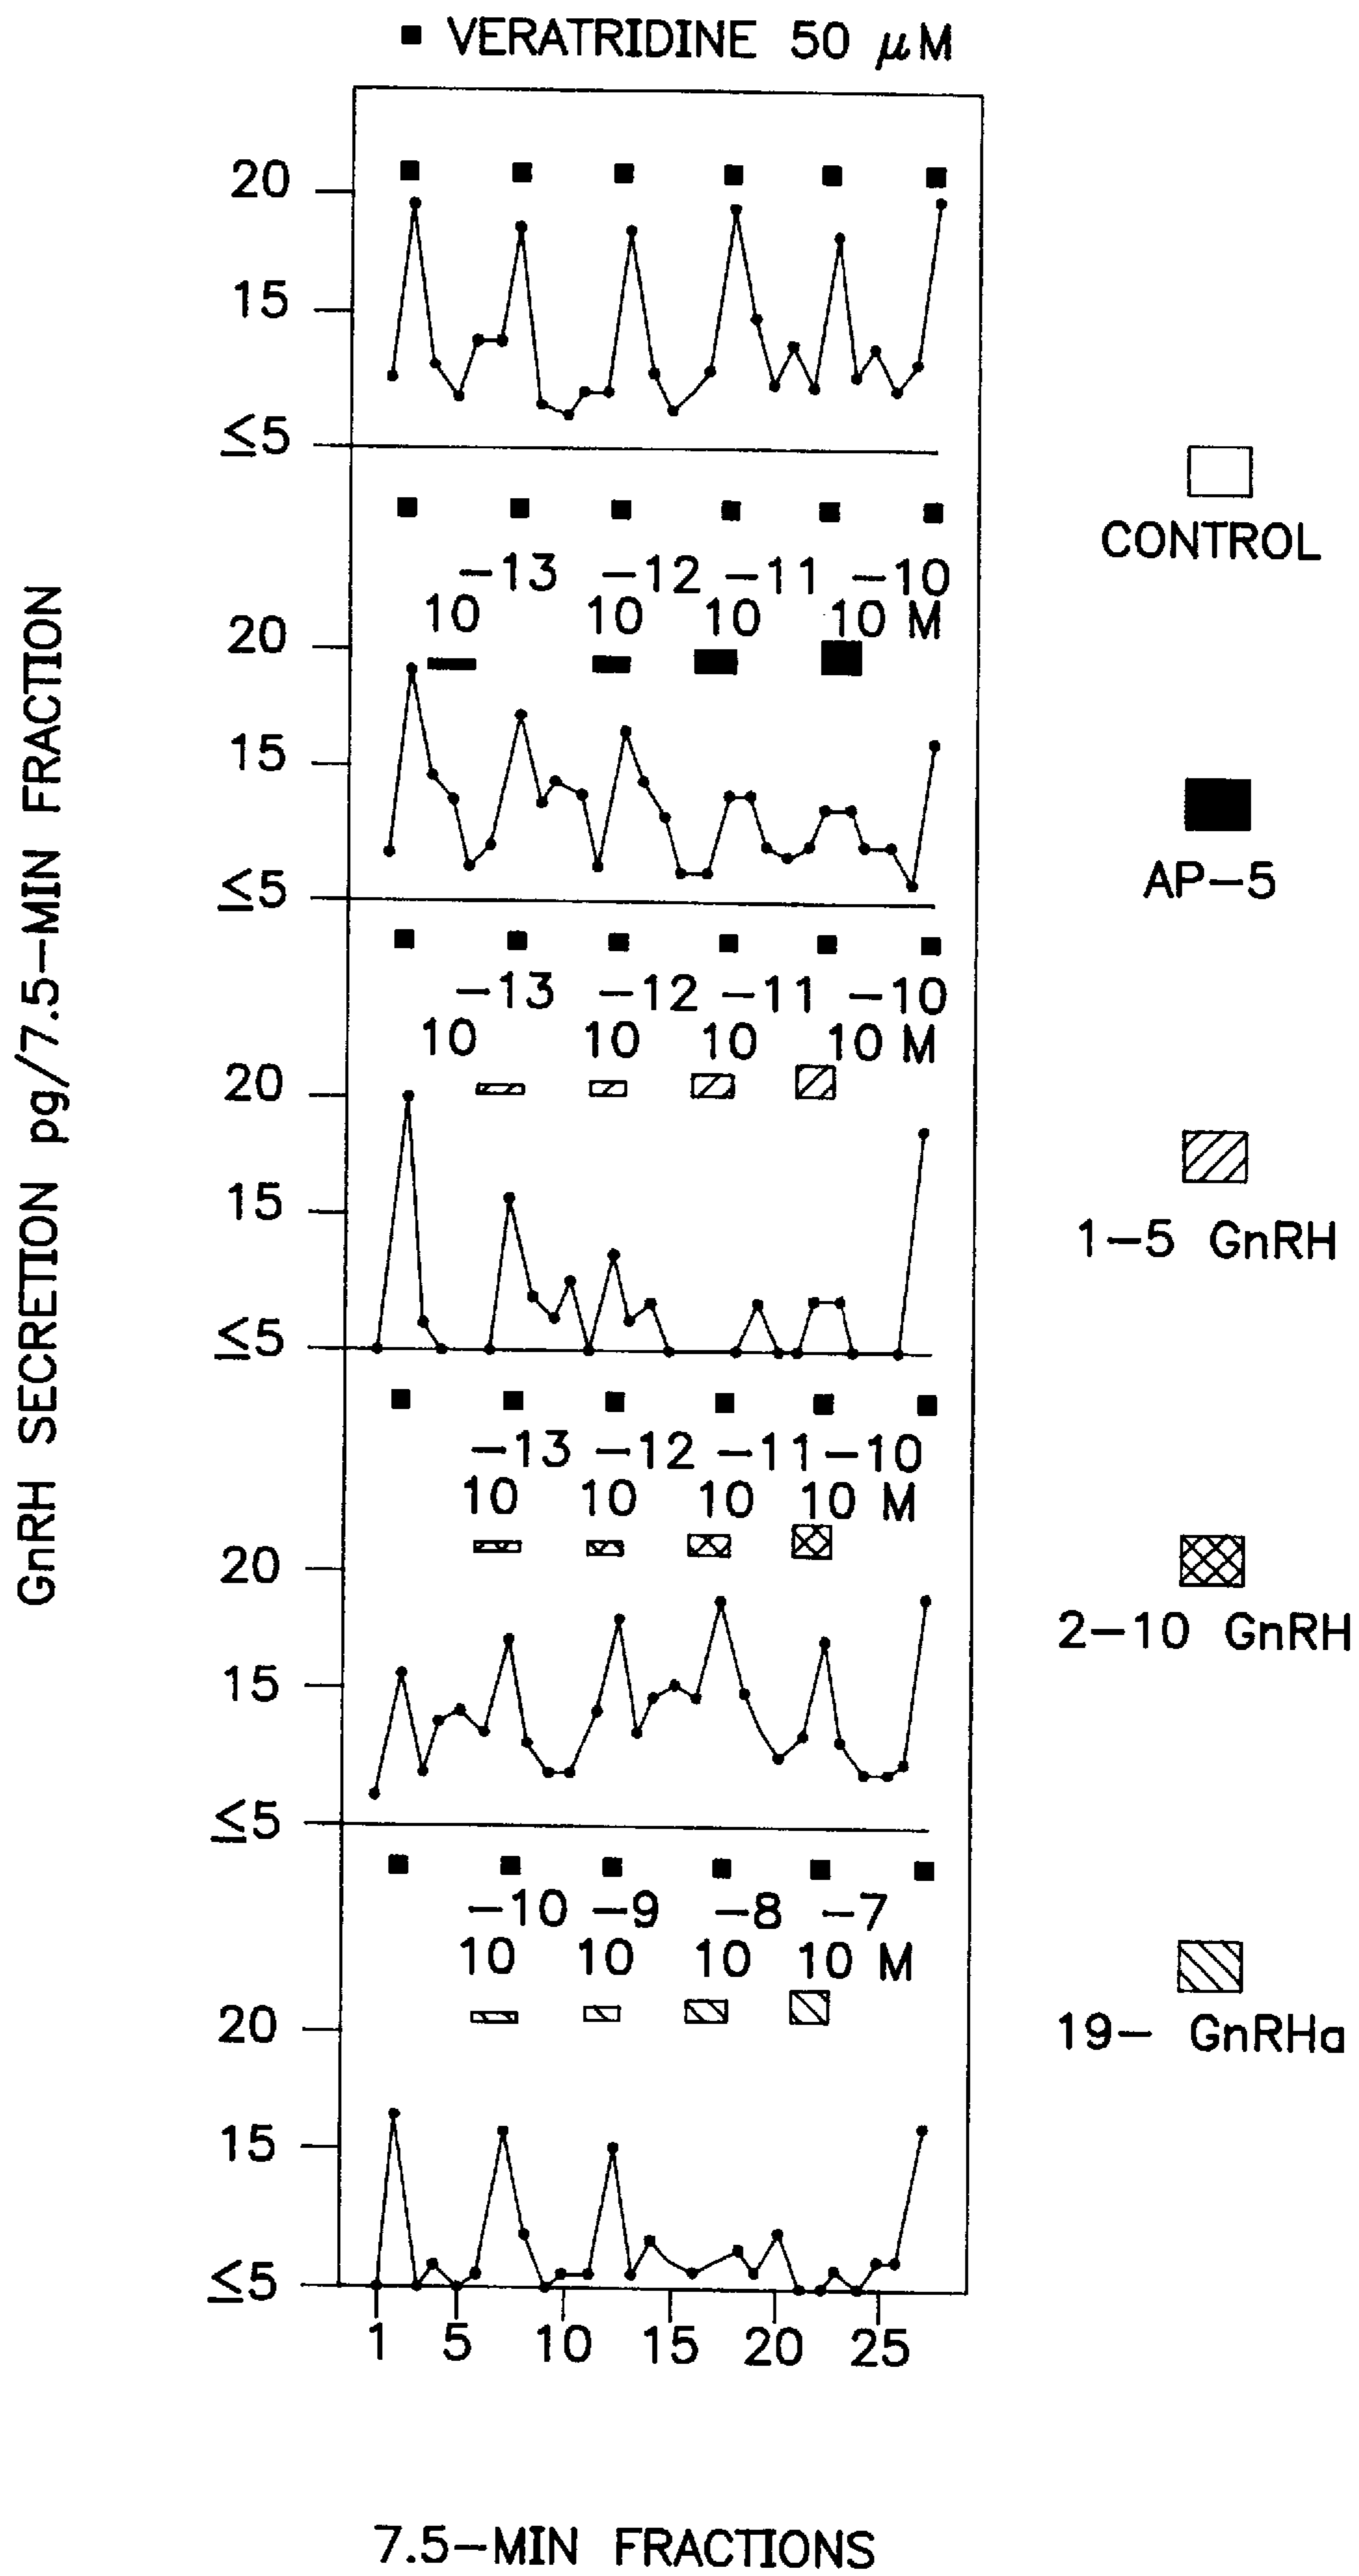 ■ VERATRIDINE 50 μM
GnRH SECRETION pg/7.5-MIN FRACTION
20
15
≤5
CONTROL
-13 -12 -11 -10
10 10 10 10 M
20
15
≤5
AP-5
-13 -12 -11 -10
10 10 10 10 M
20
15
≤5
1-5 GnRH
-13 -12 -11 -10
10 10 10 10 M
20
15
≤5
2-10 GnRH
-10 -9 -8 -7
10 10 10 10 M
20
15
≤5
19- GnRHa
1 5 10 15 20 25
7.5-MIN FRACTIONS